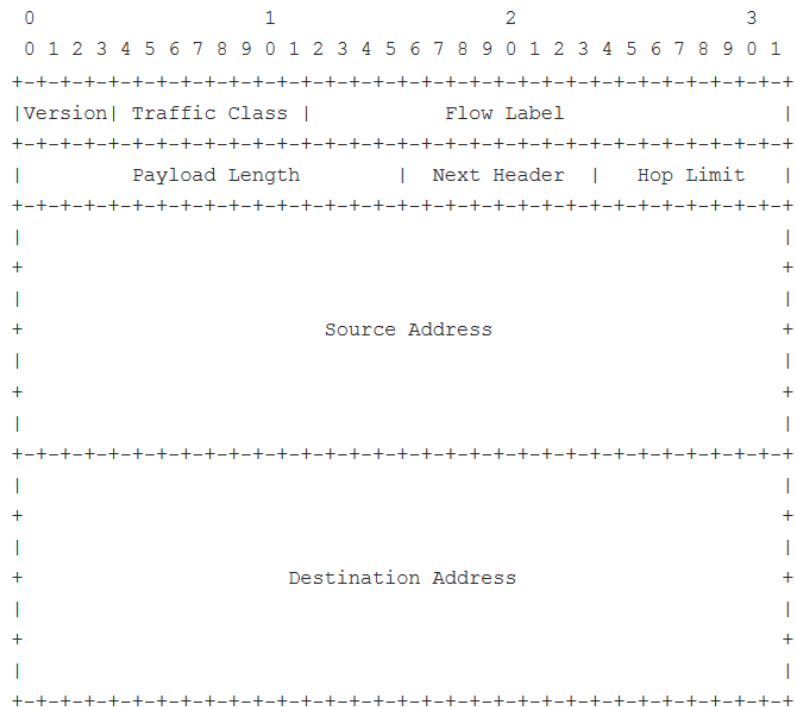 0                   1                   2                   3
 0 1 2 3 4 5 6 7 8 9 0 1 2 3 4 5 6 7 8 9 0 1 2 3 4 5 6 7 8 9 0 1
+-+-+-+-+-+-+-+-+-+-+-+-+-+-+-+-+-+-+-+-+-+-+-+-+-+-+-+-+-+-+-+-+
|Version| Traffic Class |           Flow Label                  |
+-+-+-+-+-+-+-+-+-+-+-+-+-+-+-+-+-+-+-+-+-+-+-+-+-+-+-+-+-+-+-+-+
|         Payload Length        |  Next Header  |   Hop Limit   |
+-+-+-+-+-+-+-+-+-+-+-+-+-+-+-+-+-+-+-+-+-+-+-+-+-+-+-+-+-+-+-+-+
|                                                               |
+                                                               +
|                                                               |
+                         Source Address                        +
|                                                               |
+                                                               +
|                                                               |
+-+-+-+-+-+-+-+-+-+-+-+-+-+-+-+-+-+-+-+-+-+-+-+-+-+-+-+-+-+-+-+-+
|                                                               |
+                                                               +
|                                                               |
+                      Destination Address                      +
|                                                               |
+                                                               +
|                                                               |
+-+-+-+-+-+-+-+-+-+-+-+-+-+-+-+-+-+-+-+-+-+-+-+-+-+-+-+-+-+-+-+-+